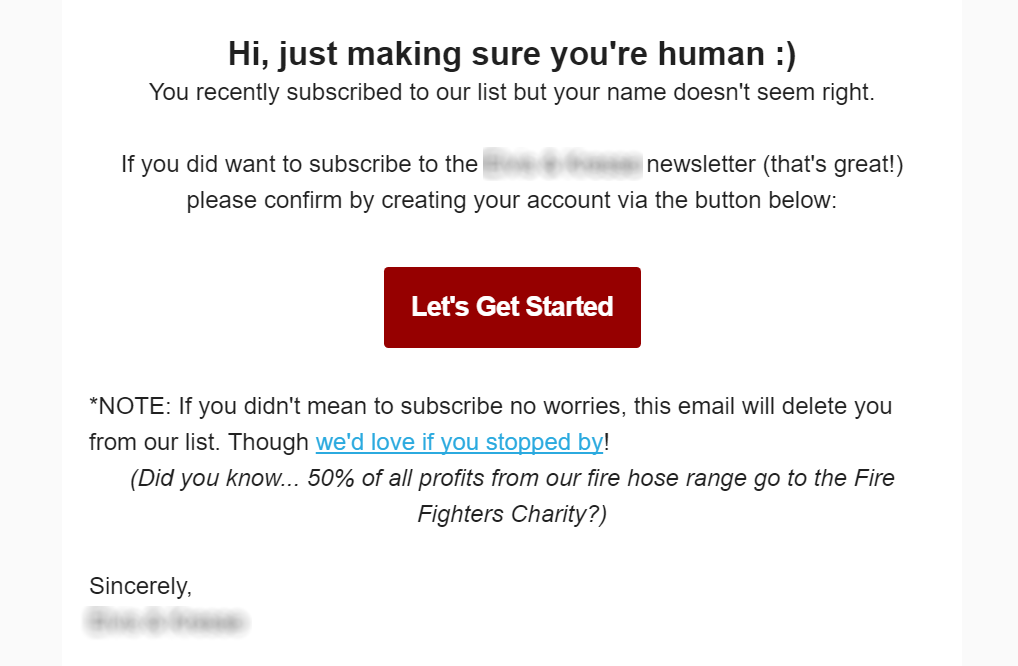 Hi, just making sure you're human :)
You recently subscribed to our list but your name doesn't seem right.
If you did want to subscribe to the newsletter (that's great!)
please confirm by creating your account via the button below:
Let's Get Started
*NOTE: If you didn't mean to subscribe no worries, this email will delete you
from our list. Though we'd love if you stopped by!
(Did you know... 50% of all profits from our fire hose range go to the Fire
Fighters Charity?)
Sincerely,